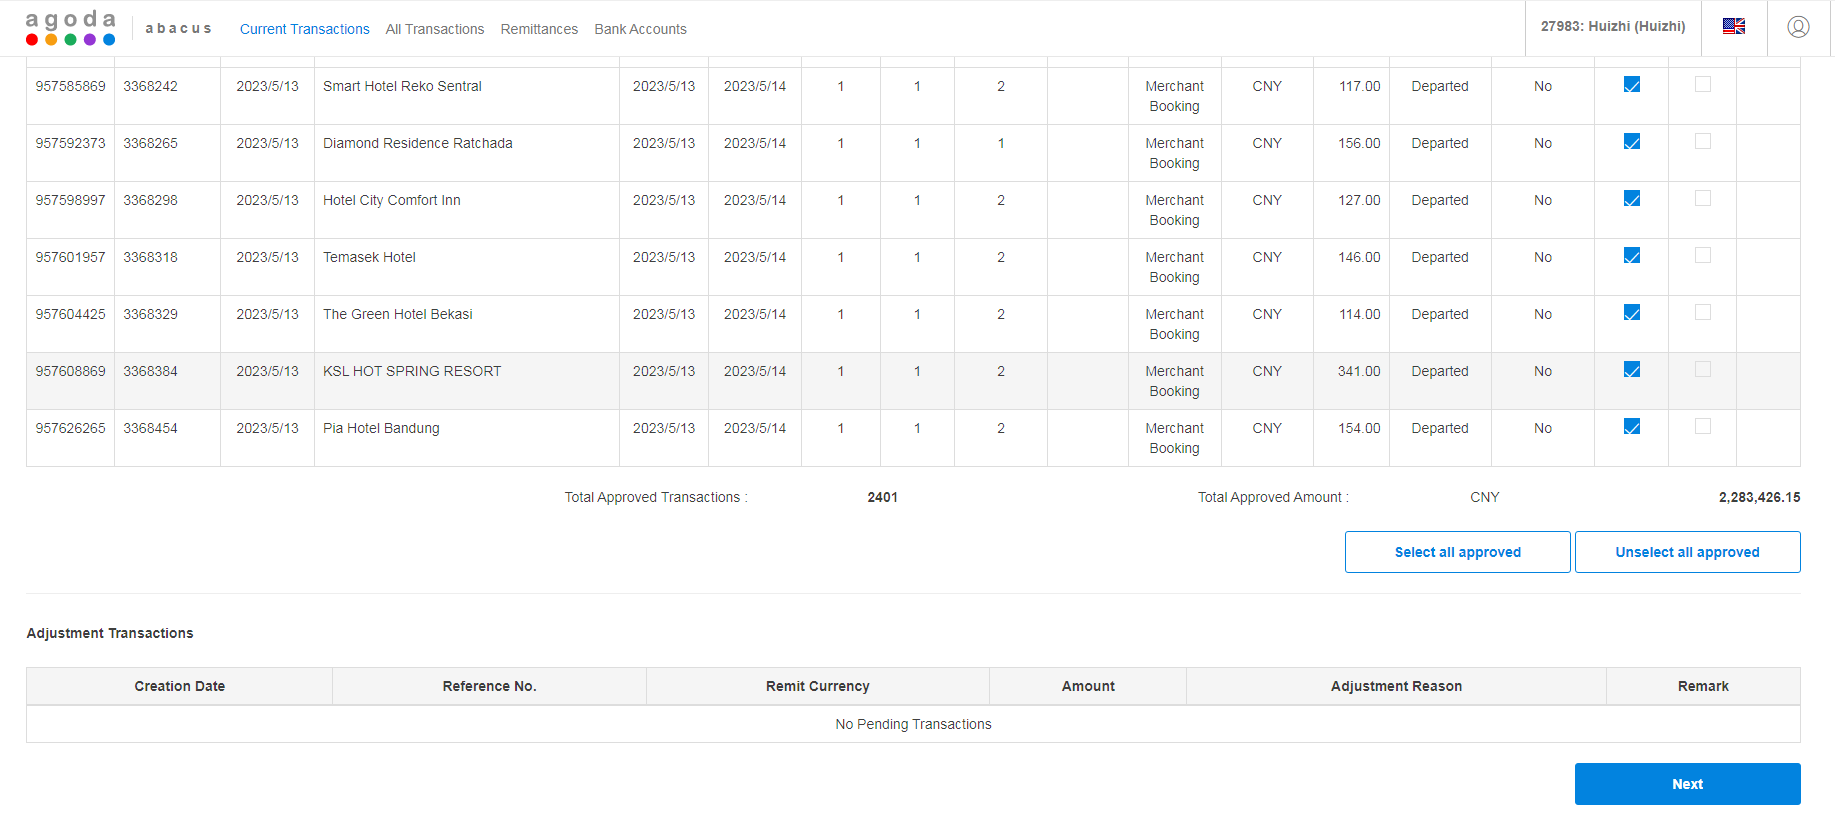 agoda
abacus
Current Transactions
All Transactions
Remittances
Bank Accounts
27983: Huizhi (Huizhi)
957585869 3368242 2023/5/13 Smart Hotel Reko Sentral 2023/5/13 2023/5/14 1 1 2 Merchant Booking CNY 117.00 Departed No
957592373 3368265 2023/5/13 Diamond Residence Ratchada 2023/5/13 2023/5/14 1 1 1 Merchant Booking CNY 156.00 Departed No
957598997 3368298 2023/5/13 Hotel City Comfort Inn 2023/5/13 2023/5/14 1 1 2 Merchant Booking CNY 127.00 Departed No
957601957 3368318 2023/5/13 Temasek Hotel 2023/5/13 2023/5/14 1 1 2 Merchant Booking CNY 146.00 Departed No
957604425 3368329 2023/5/13 The Green Hotel Bekasi 2023/5/13 2023/5/14 1 1 2 Merchant Booking CNY 114.00 Departed No
957608869 3368384 2023/5/13 KSL HOT SPRING RESORT 2023/5/13 2023/5/14 1 1 2 Merchant Booking CNY 341.00 Departed No
957626265 3368454 2023/5/13 Pia Hotel Bandung 2023/5/13 2023/5/14 1 1 2 Merchant Booking CNY 154.00 Departed No
Total Approved Transactions : 2401 Total Approved Amount : CNY 2,283,426.15
Select all approved
Unselect all approved
Adjustment Transactions
Creation Date Reference No. Remit Currency Amount Adjustment Reason Remark
No Pending Transactions
Next